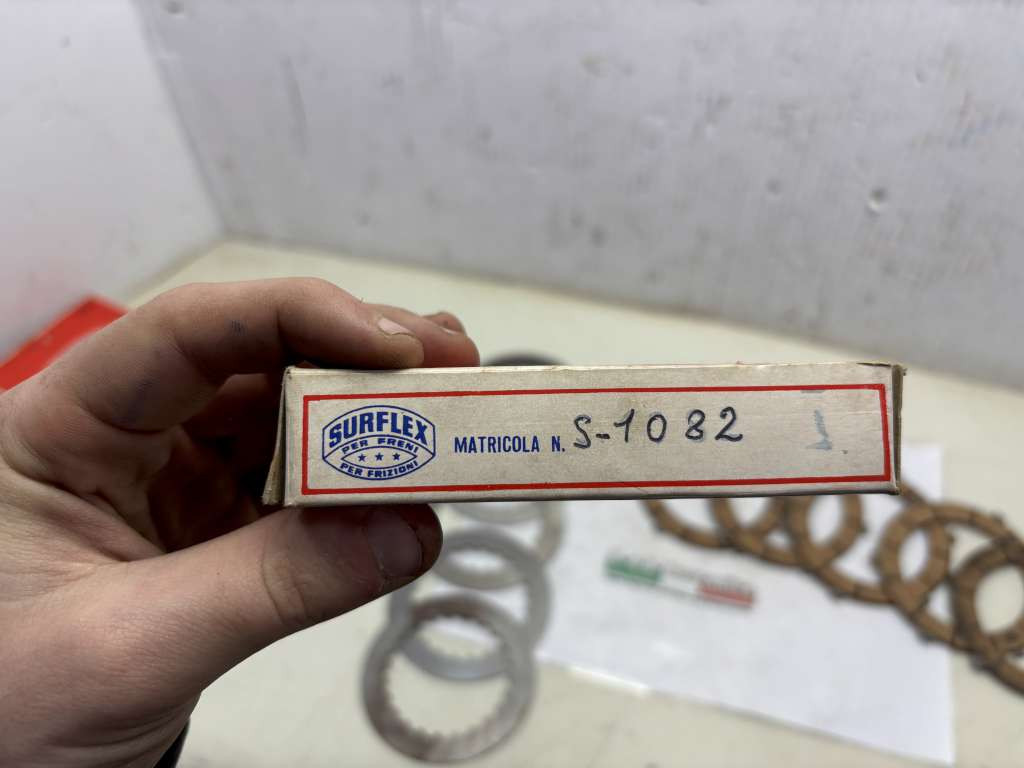 SURFLEX
PER FRENI
PER FRIZIONI
MATRICOLA N. S-1082